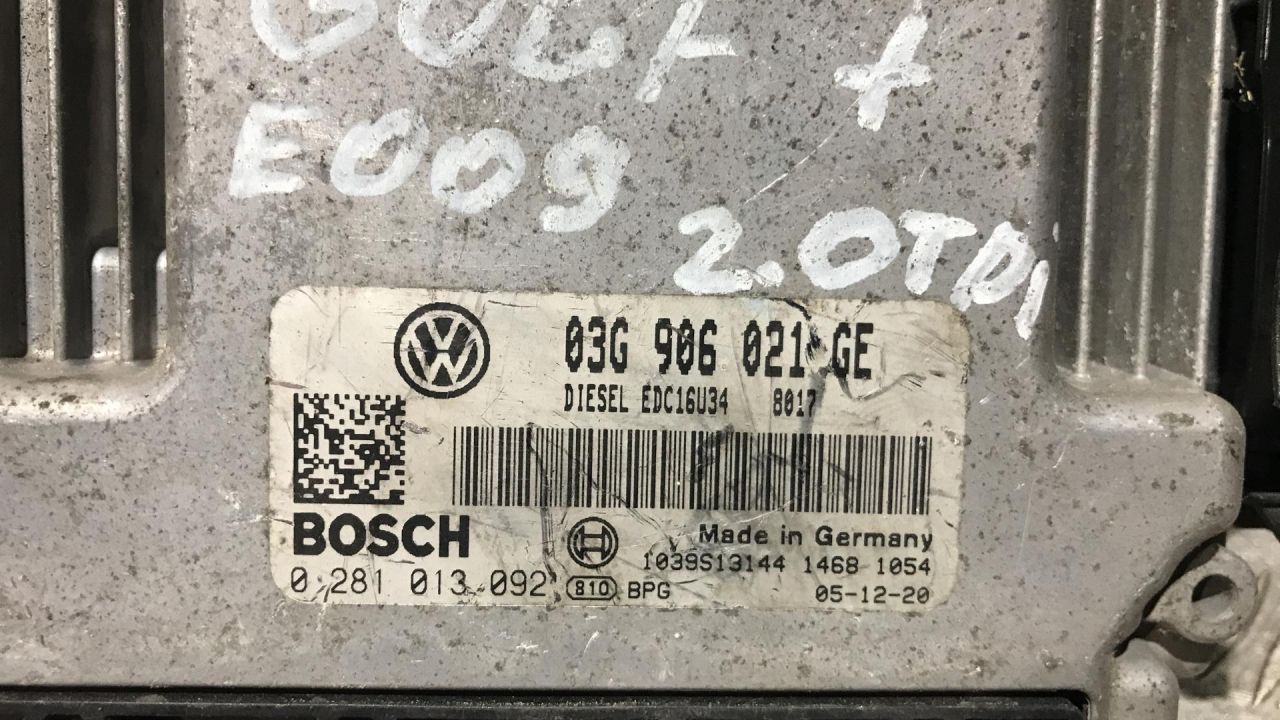 GOLF +
E009
2.0TDi
03G 906 021 GE
DIESEL EDC16U34 8017
BOSCH
Made in Germany
1039S13144 1468 1054
0 281 013 092 810 BPG 05-12-20